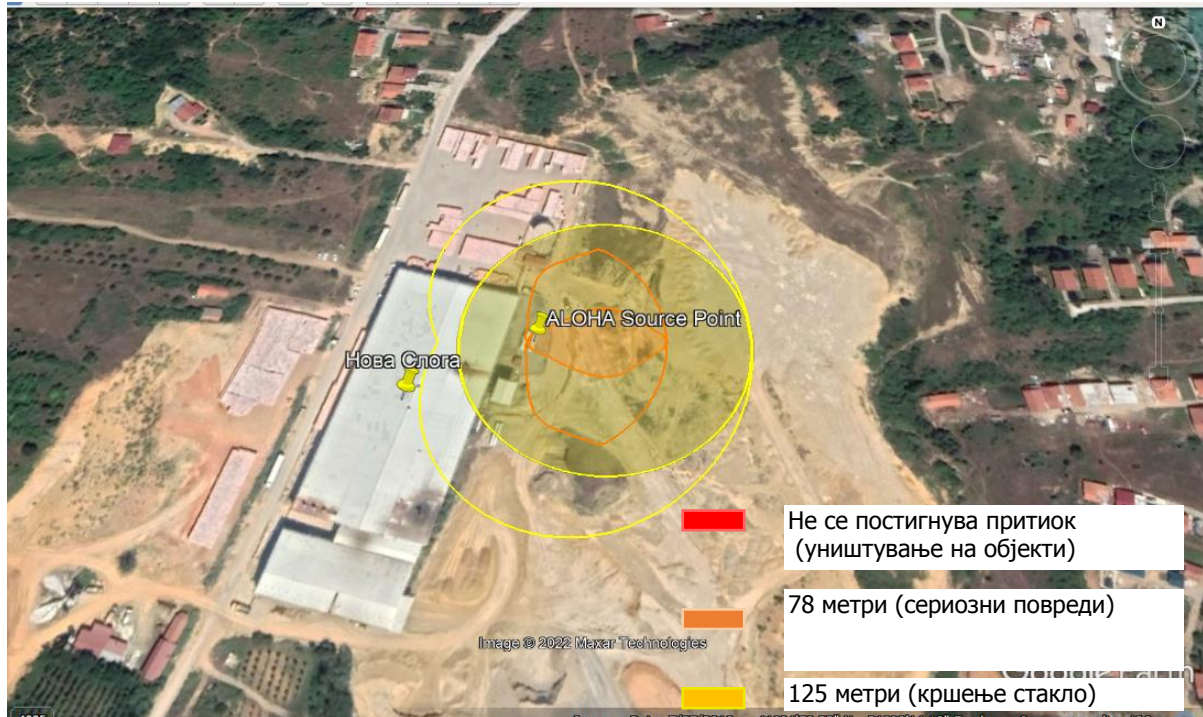 N
ALOHA Source Point
Нова Слога
Не се постигнува притиок
(уништување на објекти)
78 метри (сериозни повреди)
Image © 2022 Maxar Technologies
125 метри (кршење стакло)